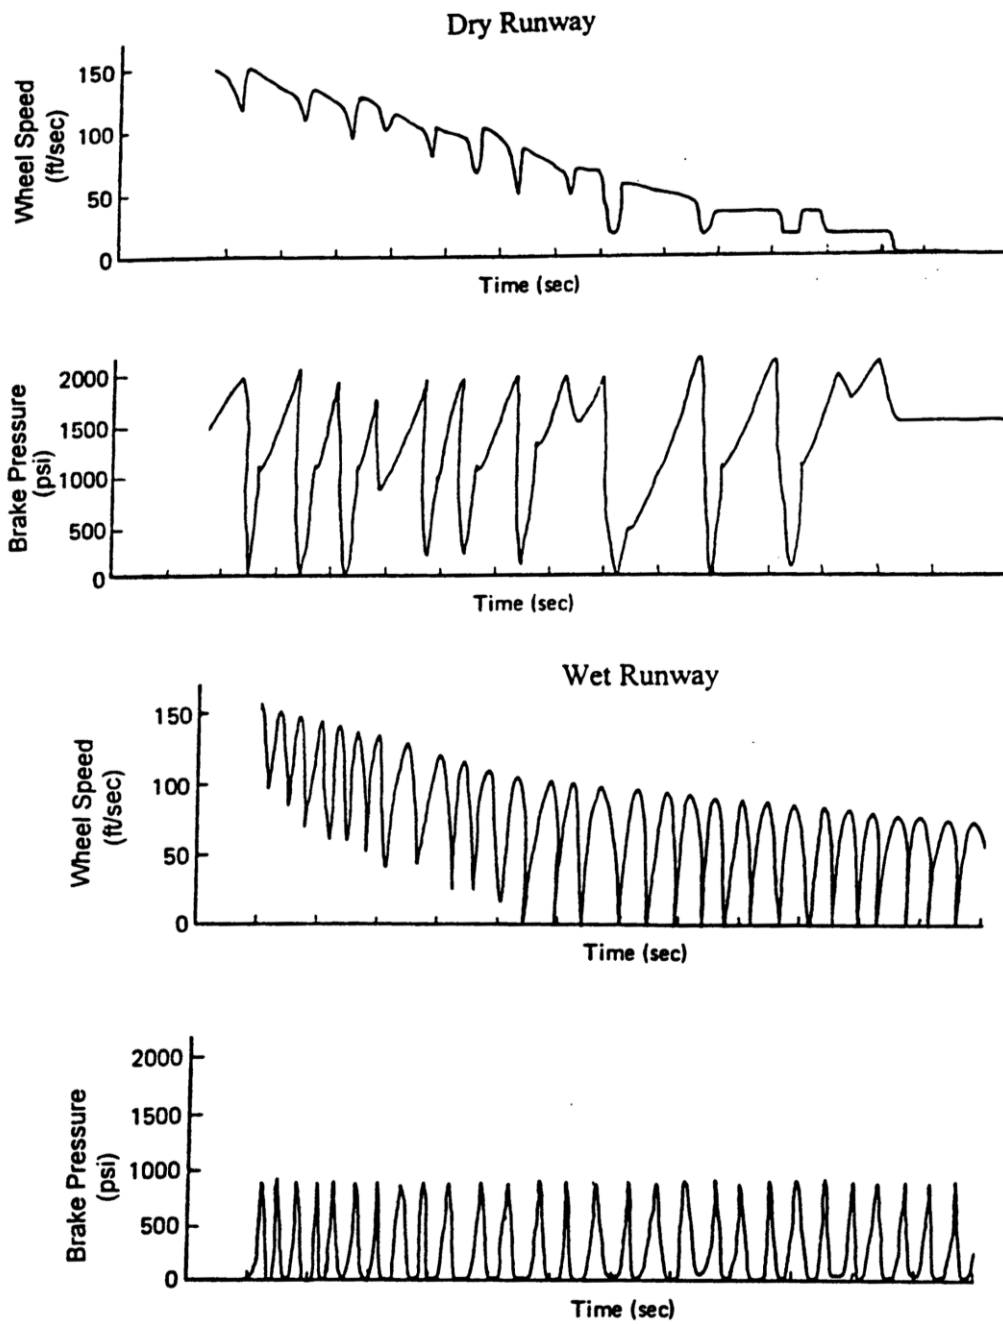 Dry Runway
Wheel Speed
(ft/sec)
150
100
50
0
Time (sec)
Brake Pressure
(psi)
2000
1500
1000
500
0
Time (sec)
Wet Runway
Wheel Speed
(ft/sec)
150
100
50
0
Time (sec)
Brake Pressure
(psi)
2000
1500
1000
500
0
Time (sec)